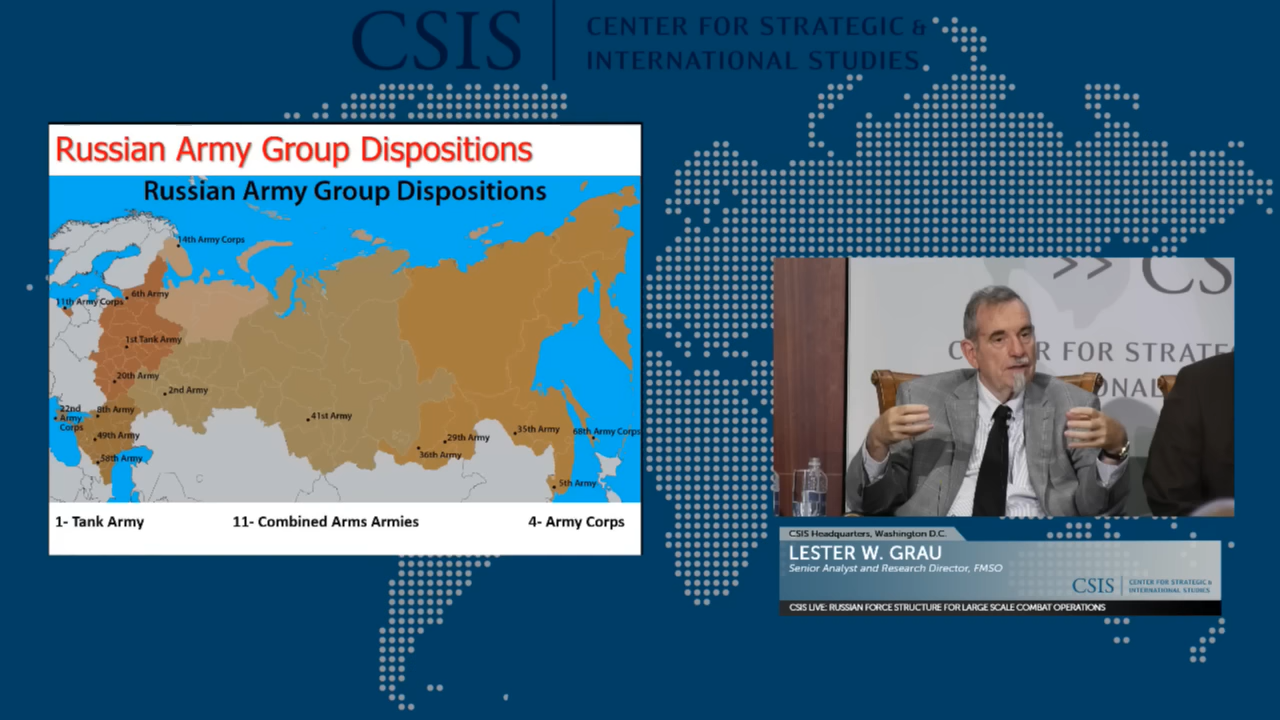 CSIS
CENTER FOR STRATEGIC &
INTERNATIONAL STUDIES
Russian Army Group Dispositions
Russian Army Group Dispositions
14th Army Corps
6th Army
11th Army Corps
1st Tank Army
20th Army
2nd Army
22nd
Army
Corps
8th Army
41st Army
49th Army
58th Army
29th Army
36th Army
35th Army
68th Army Corps
5th Army
1- Tank Army
11- Combined Arms Armies
4- Army Corps
>> CS
R FOR STRATE
ONAL
CSIS Headquarters, Washington D.C.
LESTER W. GRAU
Senior Analyst and Research Director, FMSO
CSIS
CENTER FOR STRATEGIC &
INTERNATIONAL STUDIES
CSIS LIVE: RUSSIAN FORCE STRUCTURE FOR LARGE SCALE COMBAT OPERATIONS